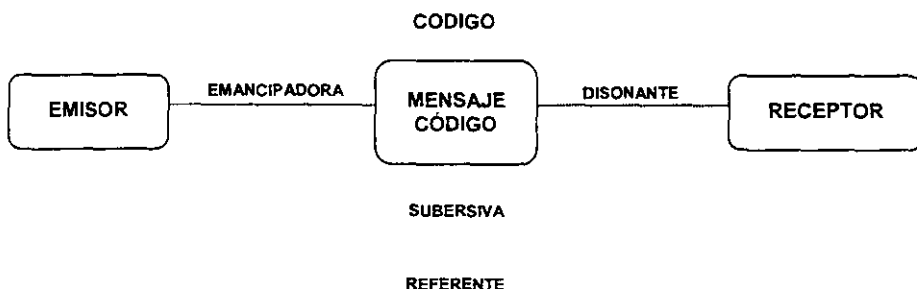 CODIGO
EMISOR
EMANCIPADORA
MENSAJE
CÓDIGO
DISONANTE
RECEPTOR
SUBERSIVA
REFERENTE